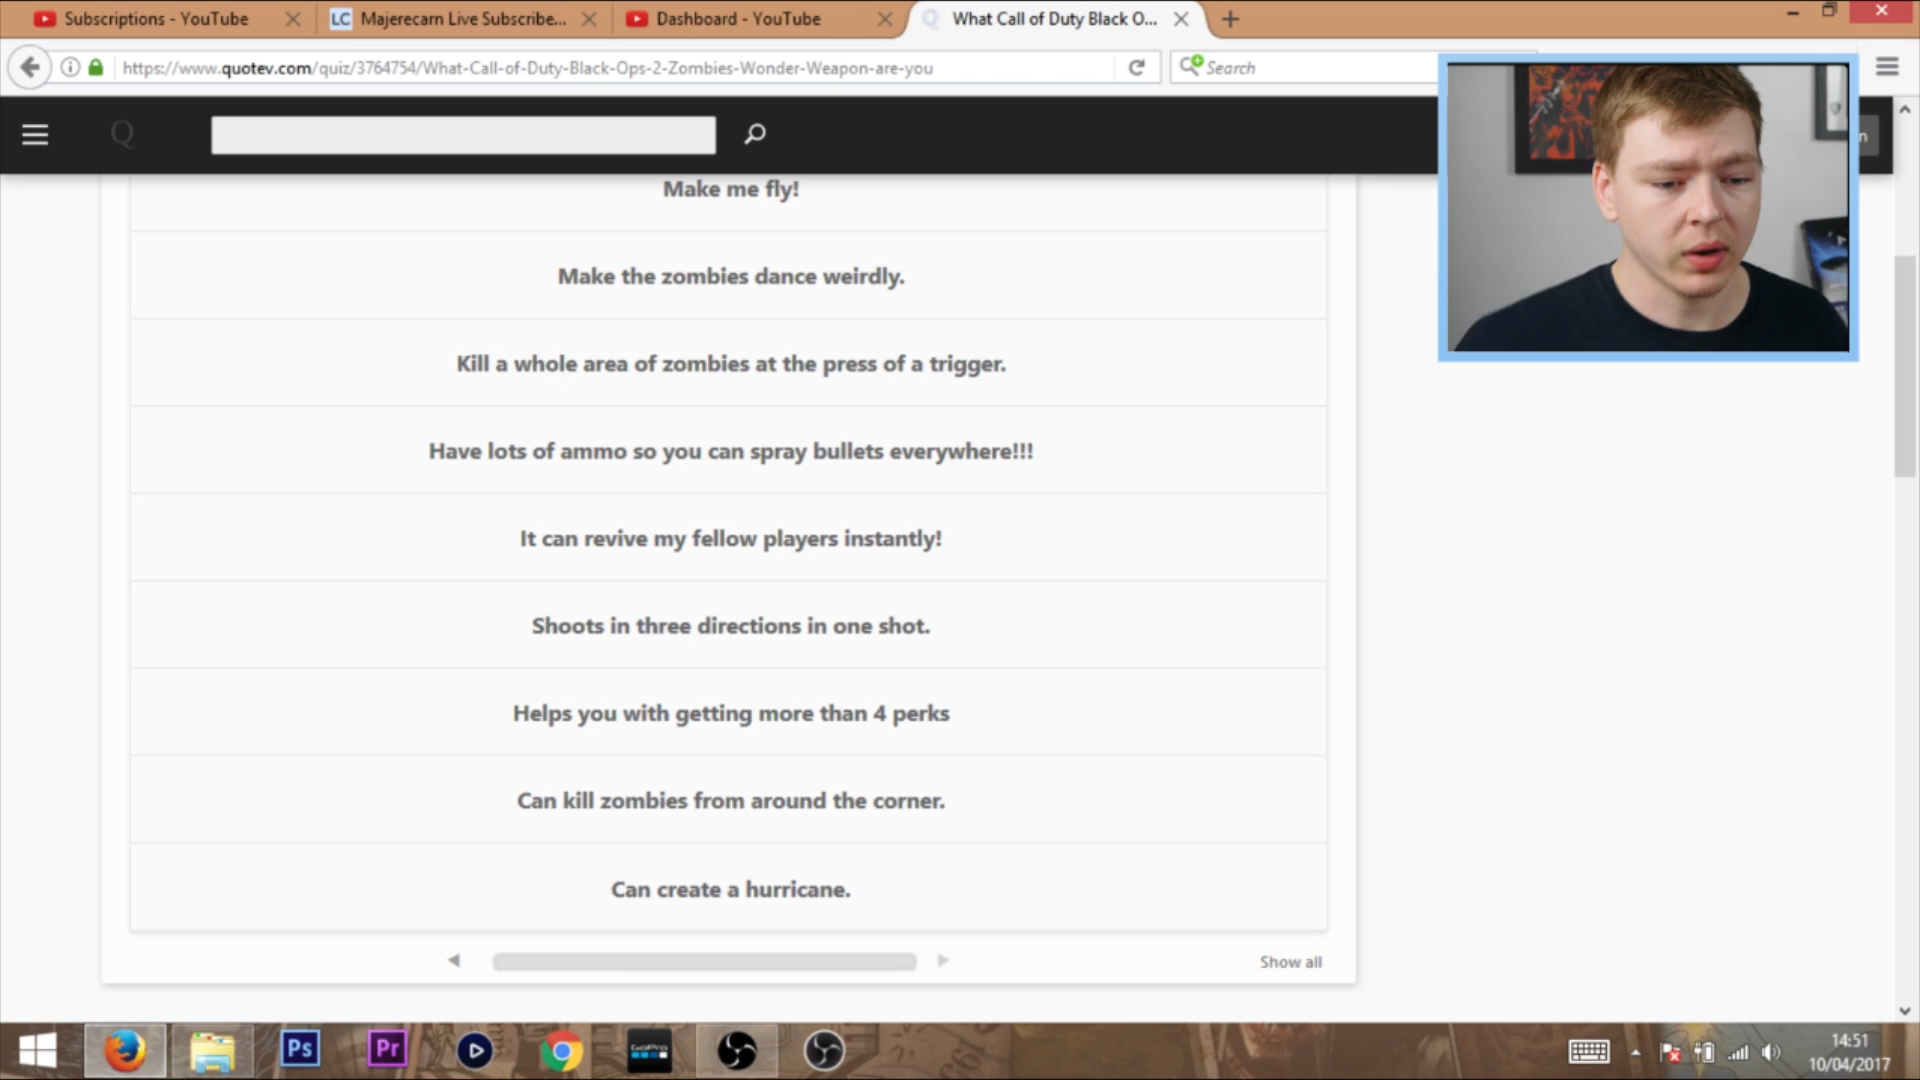 Subscriptions - YouTube
LC Majerecarn Live Subscribe...
Dashboard - YouTube
What Call of Duty Black O...
https://www.quotev.com/quiz/3764754/What-Call-of-Duty-Black-Ops-2-Zombies-Wonder-Weapon-are-you
Search
Q
n
Make me fly!
Make the zombies dance weirdly.
Kill a whole area of zombies at the press of a trigger.
Have lots of ammo so you can spray bullets everywhere!!!
It can revive my fellow players instantly!
Shoots in three directions in one shot.
Helps you with getting more than 4 perks
Can kill zombies from around the corner.
Can create a hurricane.
Show all
Ps
Pr
GoPro
14:51
10/04/2017